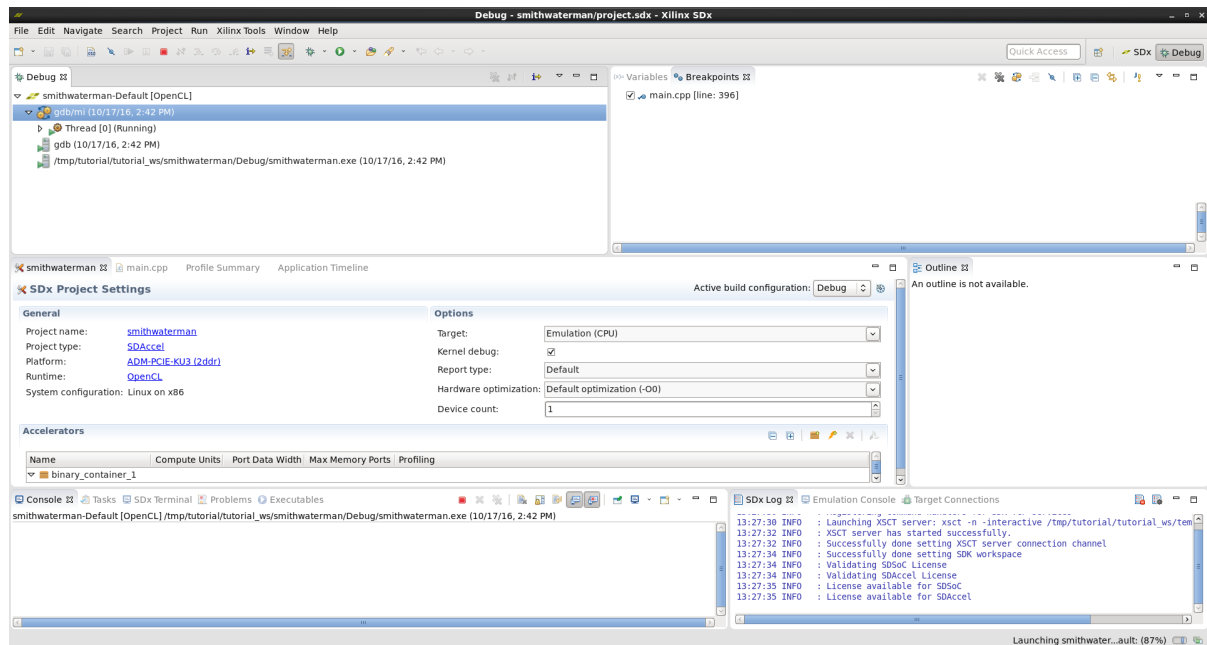 Debug - smithwaterman/project.sdx - Xilinx SDx
File Edit Navigate Search Project Run Xilinx Tools Window Help
Quick Access SDx Debug
Debug
smithwaterman-Default [OpenCL]
gdb/mi (10/17/16, 2:42 PM)
Thread [0] (Running)
gdb (10/17/16, 2:42 PM)
/tmp/tutorial/tutorial_ws/smithwaterman/Debug/smithwaterman.exe (10/17/16, 2:42 PM)
(x)= Variables Breakpoints
main.cpp [line: 396]
smithwaterman main.cpp Profile Summary Application Timeline
SDx Project Settings
Active build configuration: Debug
General
Project name: smithwaterman
Project type: SDAccel
Platform: ADM-PCIE-KU3 (2ddr)
Runtime: OpenCL
System configuration: Linux on x86
Options
Target: Emulation (CPU)
Kernel debug:
Report type: Default
Hardware optimization: Default optimization (-O0)
Device count: 1
Accelerators
Name Compute Units Port Data Width Max Memory Ports Profiling
binary_container_1
Outline
An outline is not available.
Console Tasks SDx Terminal Problems Executables
smithwaterman-Default [OpenCL] /tmp/tutorial/tutorial_ws/smithwaterman/Debug/smithwaterman.exe (10/17/16, 2:42 PM)
SDx Log Emulation Console Target Connections
13:27:30 INFO : Launching XSCT server: xsct -n -interactive /tmp/tutorial/tutorial_ws/tem
13:27:32 INFO : XSCT server has started successfully.
13:27:32 INFO : Successfully done setting XSCT server connection channel
13:27:34 INFO : Successfully done setting SDK workspace
13:27:34 INFO : Validating SDSoC License
13:27:34 INFO : Validating SDAccel License
13:27:35 INFO : License available for SDSoC
13:27:35 INFO : License available for SDAccel
Launching smithwater...ault: (87%)